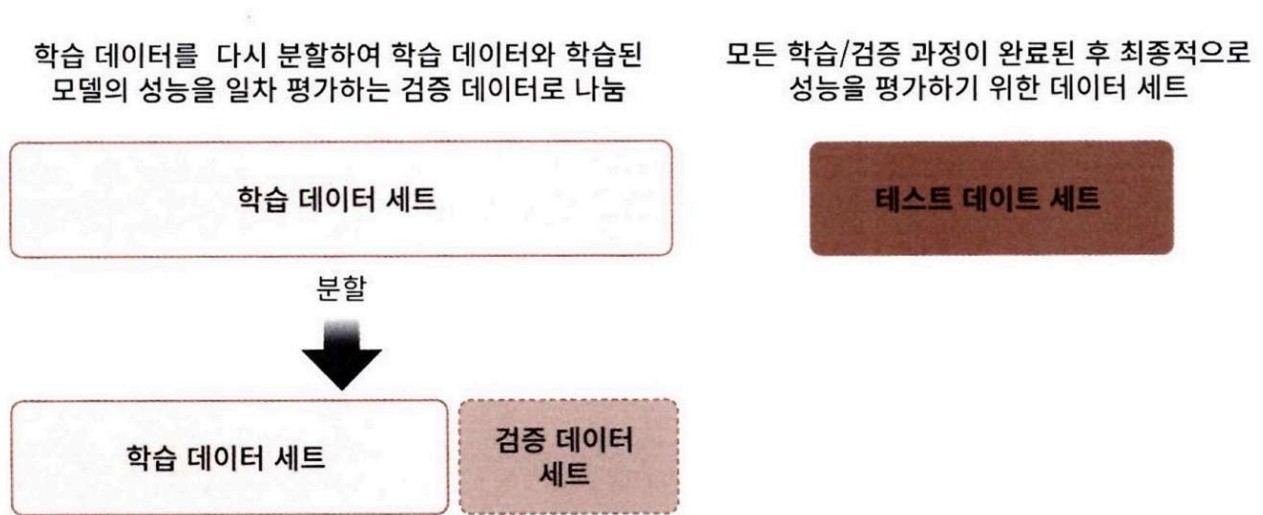 학습 데이터를 다시 분할하여 학습 데이터와 학습된
모델의 성능을 일차 평가하는 검증 데이터로 나눔
모든 학습/검증 과정이 완료된 후 최종적으로
성능을 평가하기 위한 데이터 세트
학습 데이터 세트
테스트 데이트 세트
분할
학습 데이터 세트
검증 데이터
세트